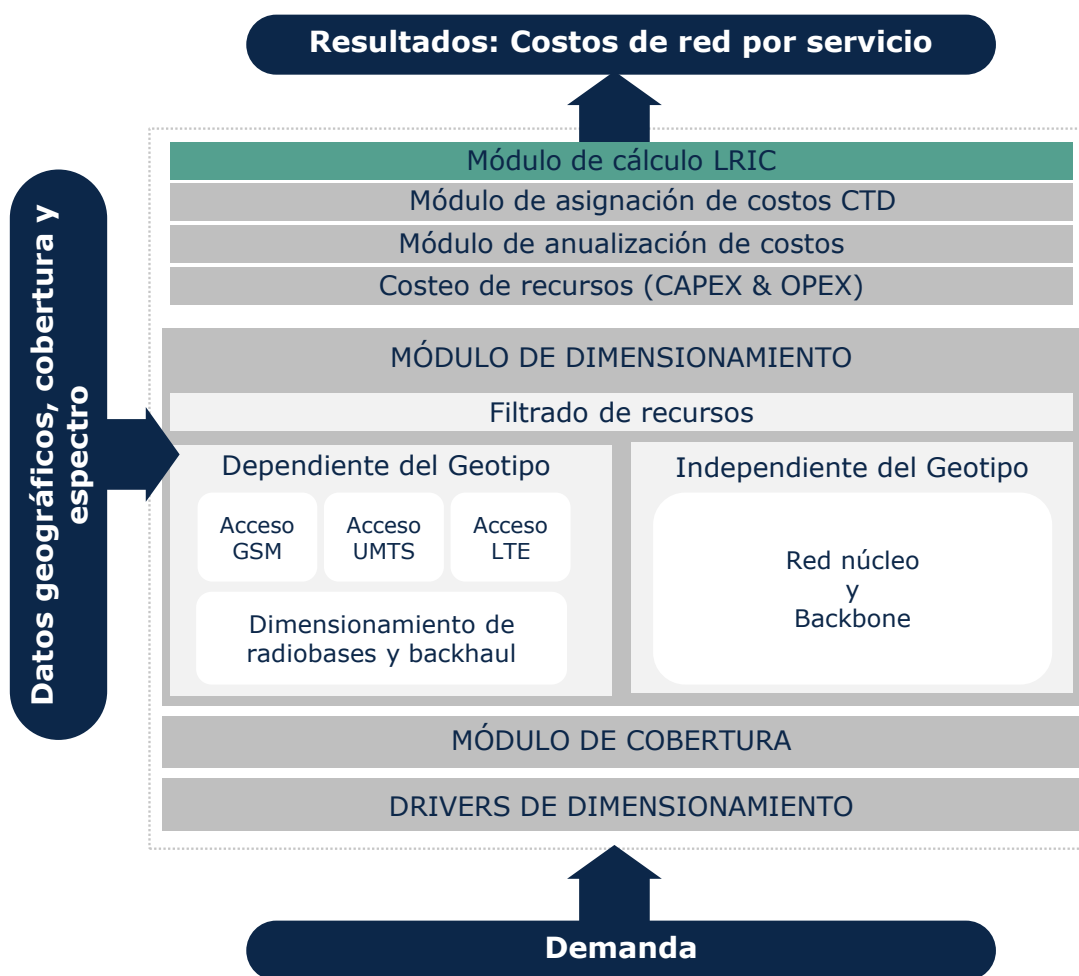 Resultados: Costos de red por servicio
Módulo de cálculo LRIC
Módulo de asignación de costos CTD
Módulo de anualización de costos
Costeo de recursos (CAPEX & OPEX)
Datos geográficos, cobertura y
espectro
MÓDULO DE DIMENSIONAMIENTO
Filtrado de recursos
Dependiente del Geotipo
Acceso
GSM
Acceso
UMTS
Acceso
LTE
Dimensionamiento de
radiobases y backhaul
Independiente del Geotipo
Red núcleo
y
Backbone
MÓDULO DE COBERTURA
DRIVERS DE DIMENSIONAMIENTO
Demanda